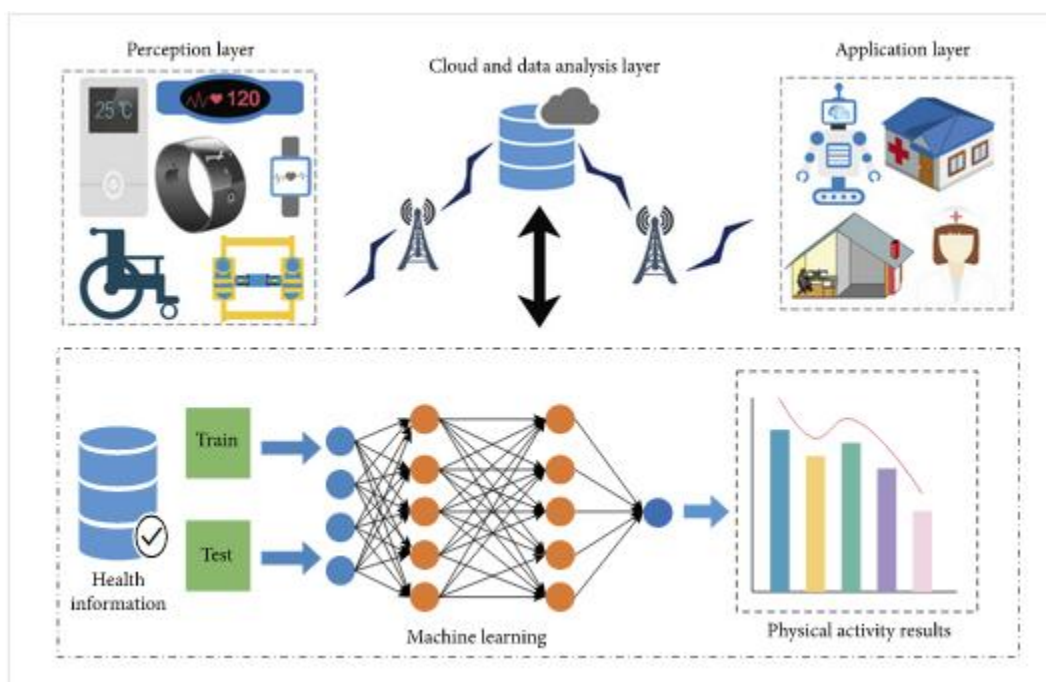 Perception layer
Cloud and data analysis layer
Application layer
25℃
120
Train
Test
Health
information
Machine learning
Physical activity results